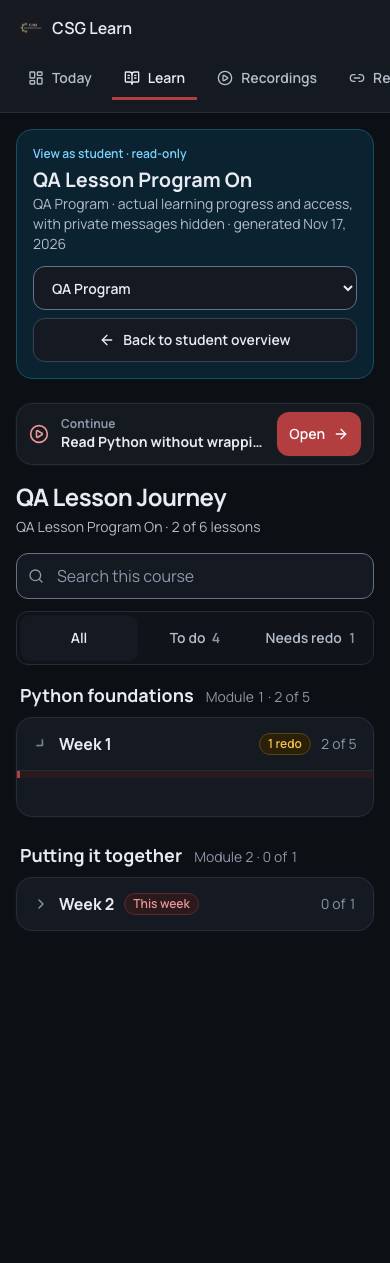 CSG Learn
Today
Learn
Recordings
Re
View as student · read-only
QA Lesson Program On
QA Program · actual learning progress and access,
with private messages hidden · generated Nov 17,
2026
QA Program
Back to student overview
Continue
Read Python without wrappi...
Open
QA Lesson Journey
QA Lesson Program On · 2 of 6 lessons
Search this course
All
To do 4
Needs redo 1
Python foundations Module 1 · 2 of 5
Week 1 1 redo 2 of 5
Putting it together Module 2 · 0 of 1
Week 2 This week 0 of 1